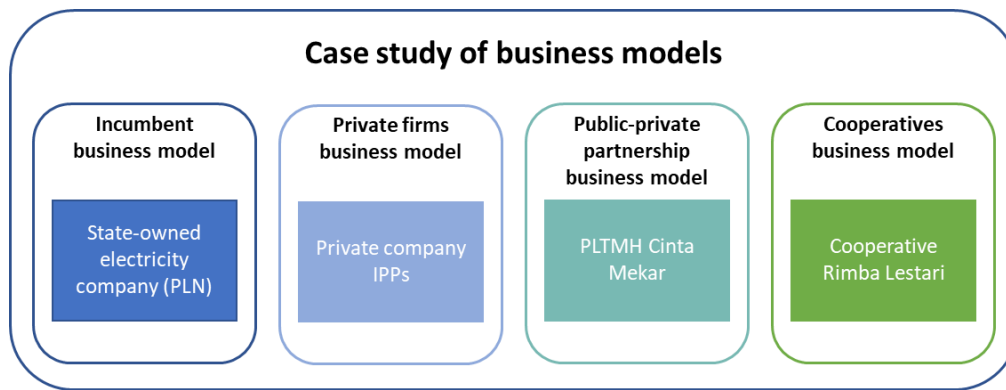 Case study of business models
Incumbent
business model
State-owned
electricity
company (PLN)
Private firms
business model
Private company
IPPs
Public-private
partnership
business model
PLTMH Cinta
Mekar
Cooperatives
business model
Cooperative
Rimba Lestari